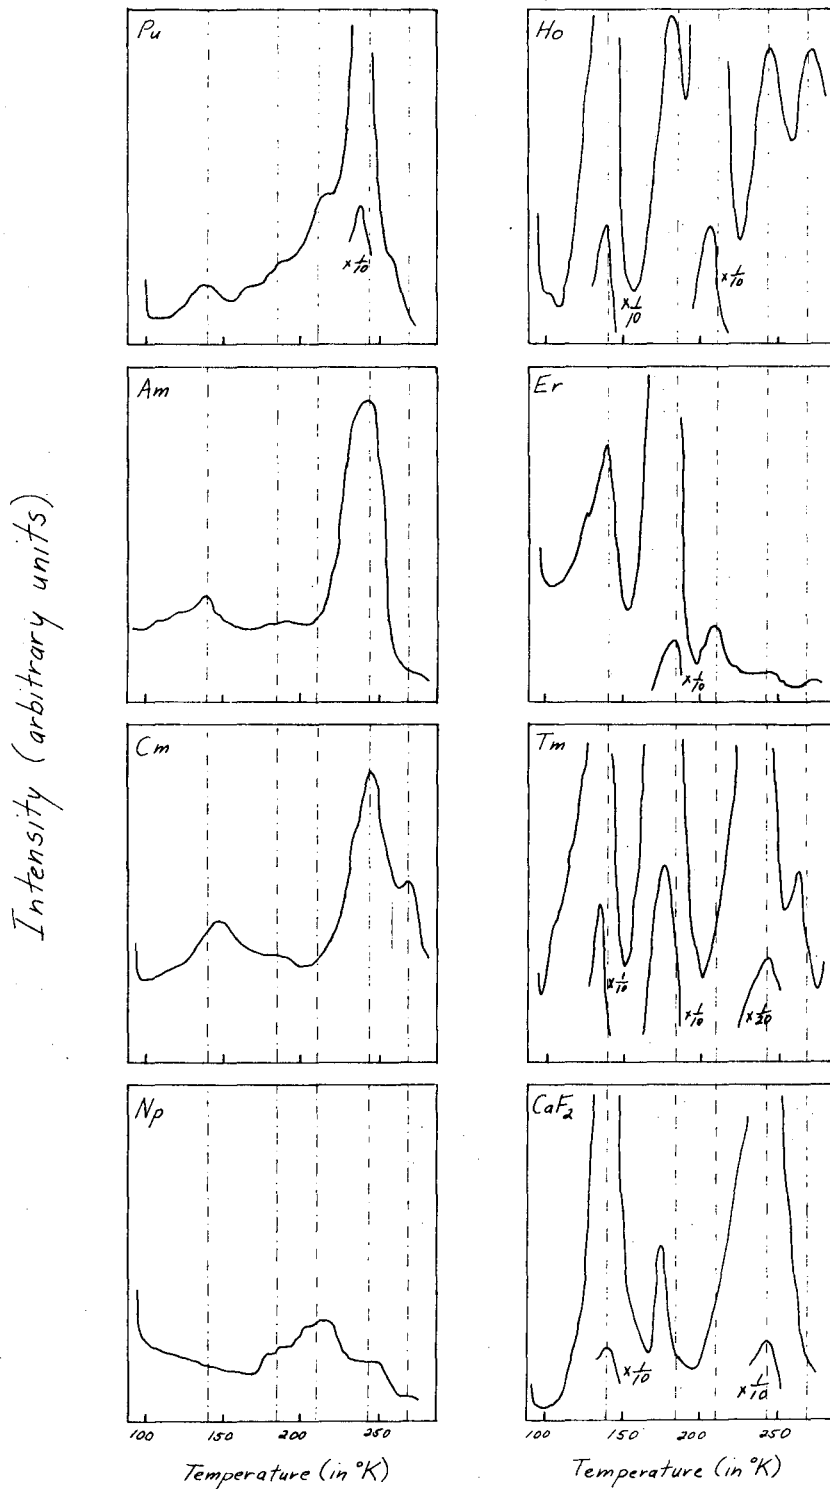 Intensity (arbitrary units)
Pu
× 1/10
Am
Cm
Np
100 150 200 250
Temperature (in °K)
Ho
× 1/10
× 1/10
Er
× 1/10
Tm
× 1/10
× 1/10
× 1/20
CaF₂
× 1/10
× 1/10
100 150 200 250
Temperature (in °K)